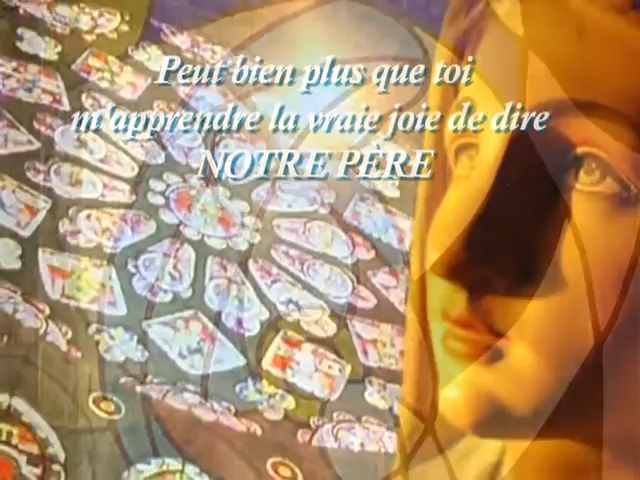 Peut bien plus que toi
m'apprendre la vraie joie de dire
NOTRE PÈRE